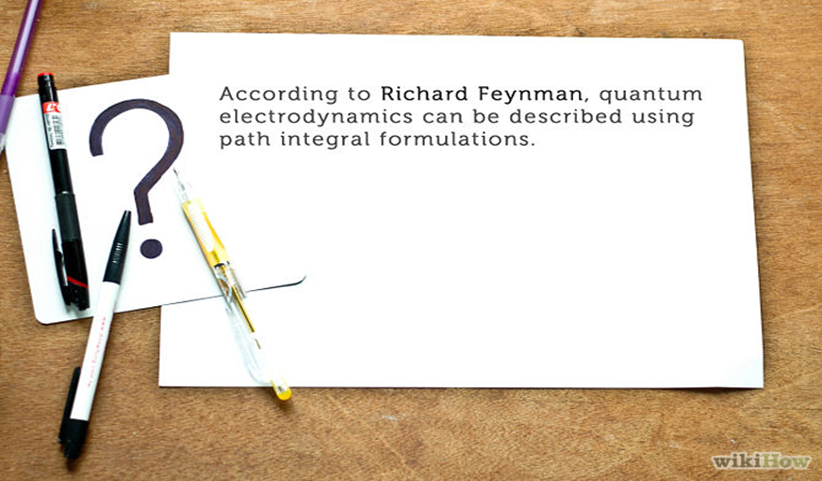 ?
According to Richard Feynman, quantum
electrodynamics can be described using
path integral formulations.
wikiHow